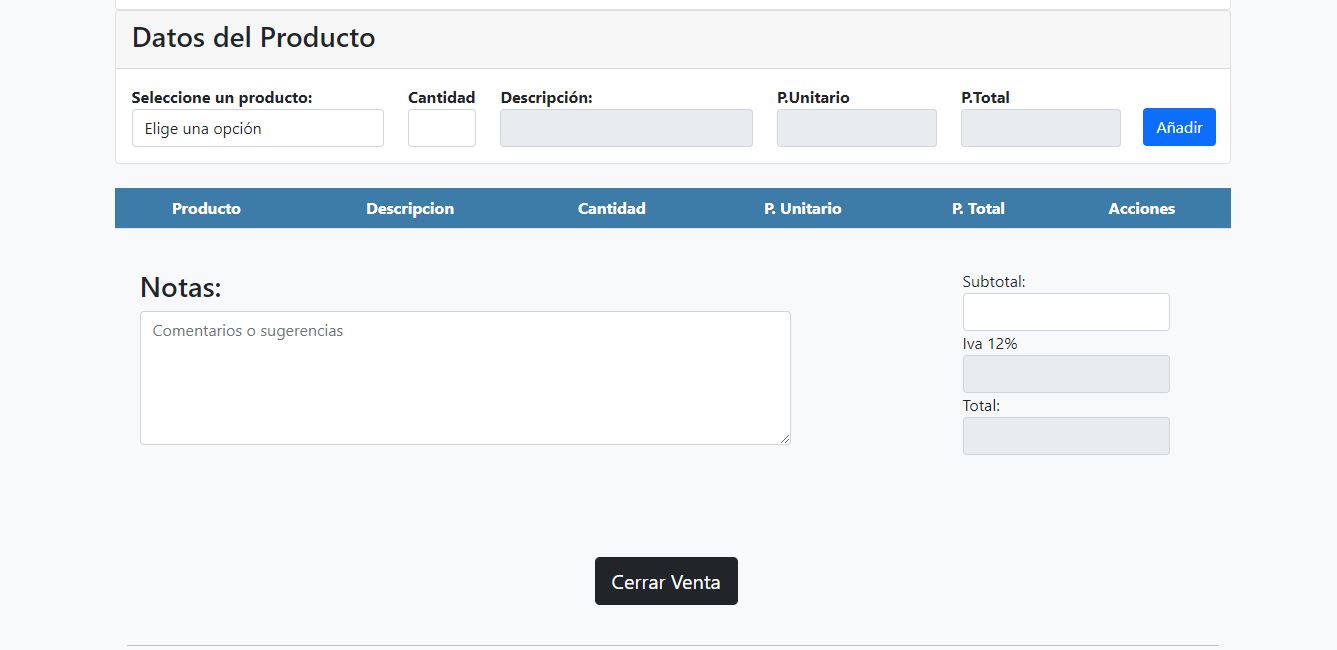 Datos del Producto
Seleccione un producto: Cantidad Descripción: P.Unitario P.Total
Elige una opción Añadir
Producto Descripcion Cantidad P. Unitario P. Total Acciones
Notas:
Comentarios o sugerencias
Subtotal:
Iva 12%
Total:
Cerrar Venta